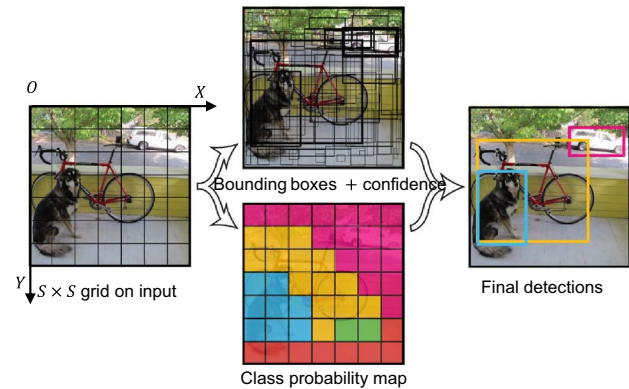 O
X
Bounding boxes + confidence
Y
S × S grid on input
Final detections
Class probability map